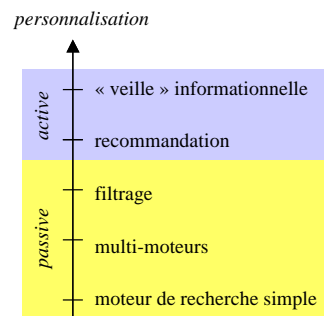 personnalisation
active
« veille » informationnelle
recommandation
passive
filtrage
multi-moteurs
moteur de recherche simple